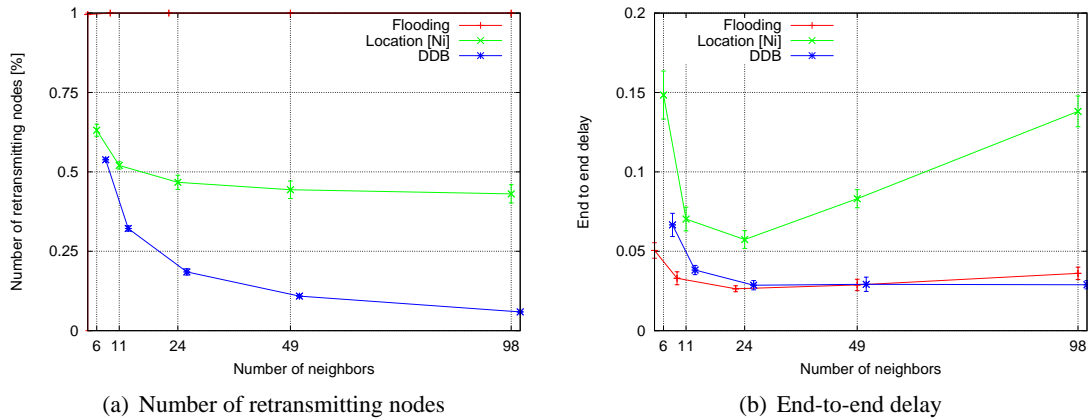 Number of retransmitting nodes [%]
1
0.75
0.5
0.25
0
Flooding
Location [Ni]
DDB
6 11 24 49 98
Number of neighbors
(a) Number of retransmitting nodes
End to end delay
0.2
0.15
0.1
0.05
0
Flooding
Location [Ni]
DDB
6 11 24 49 98
Number of neighbors
(b) End-to-end delay